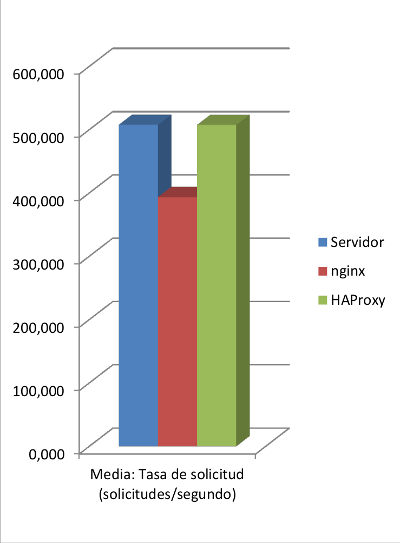 600,000
500,000
400,000
300,000
200,000
100,000
0,000
Servidor
nginx
HAProxy
Media: Tasa de solicitud
(solicitudes/segundo)